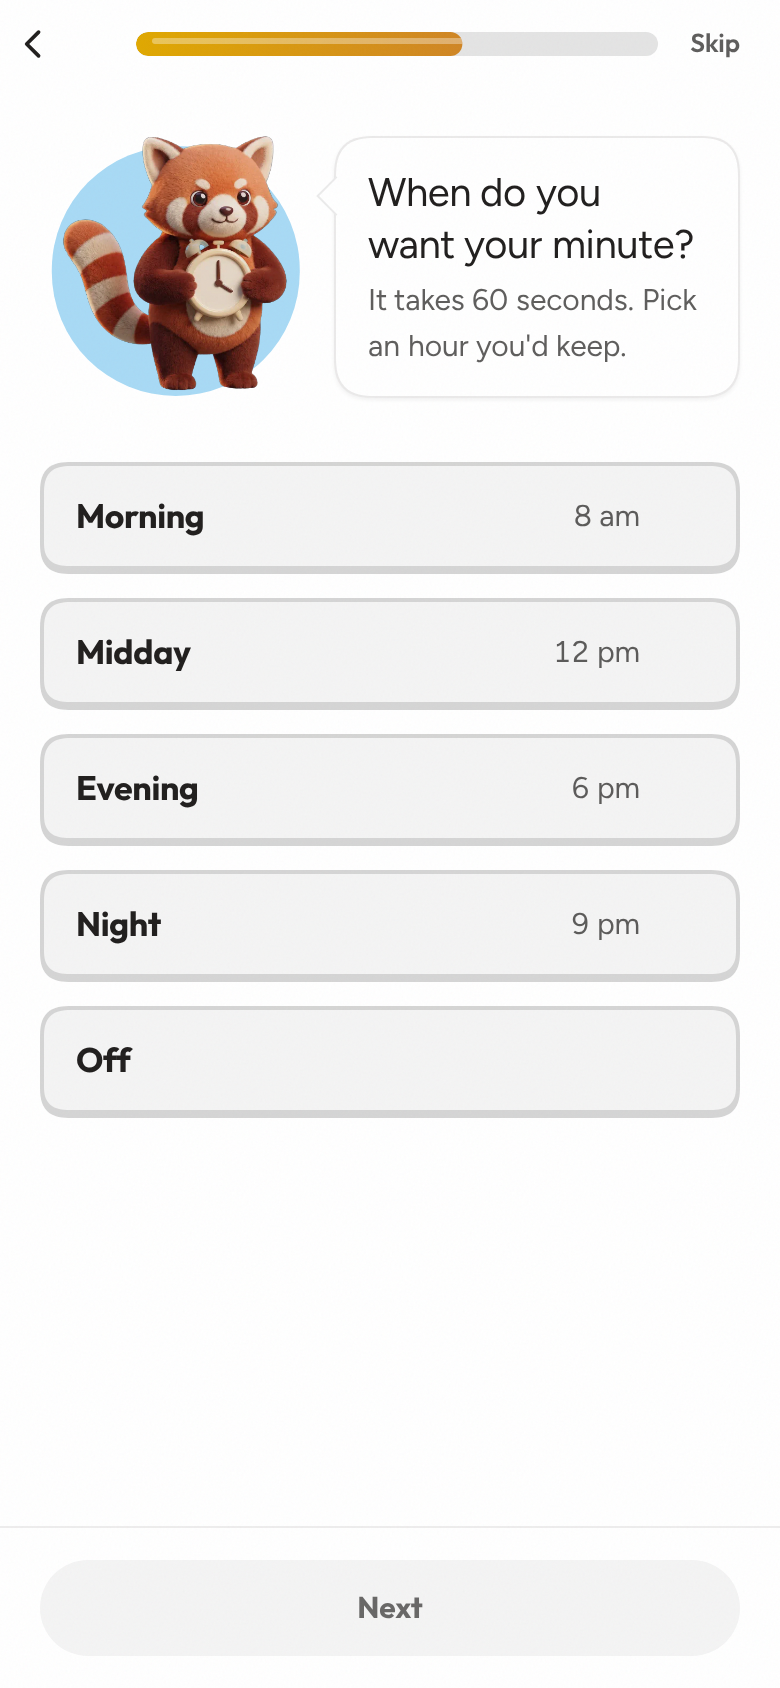 Skip
When do you
want your minute?
It takes 60 seconds. Pick
an hour you'd keep.
Morning 8 am
Midday 12 pm
Evening 6 pm
Night 9 pm
Off
Next